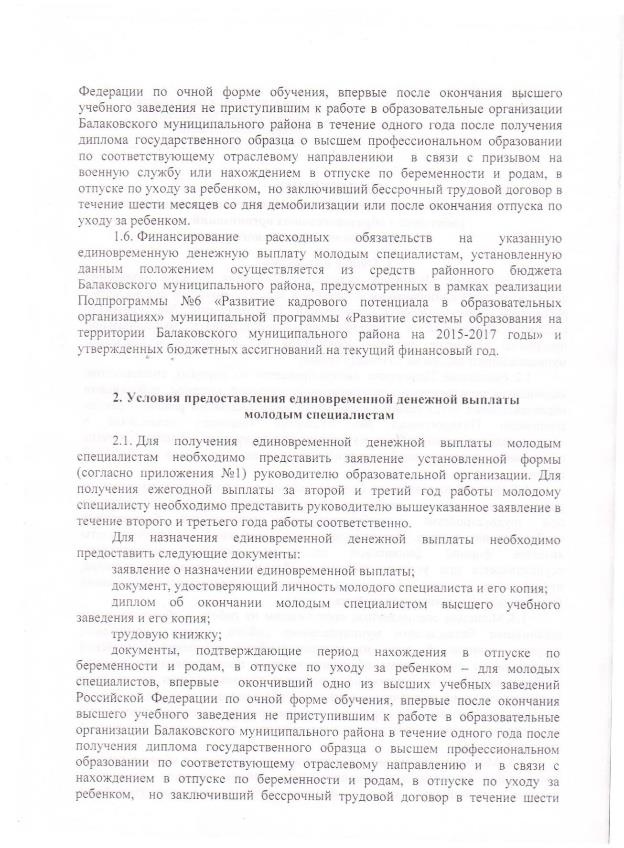 Федерации по очной форме обучения, впервые после окончания высшего
учебного заведения не приступившим к работе в образовательные организации
Балаковского муниципального района в течение одного года после получения
диплома государственного образца о высшем профессиональном образовании
по соответствующему отраслевому направлениюи в связи с призывом на
военную службу или нахождением в отпуске по беременности и родам, в
отпуске по уходу за ребенком, но заключивший бессрочный трудовой договор в
течение шести месяцев со дня демобилизации или после окончания отпуска по
уходу за ребенком.
1.6. Финансирование расходных обязательств на указанную
единовременную денежную выплату молодым специалистам, установленную
данным положением осуществляется из средств районного бюджета
Балаковского муниципального района, предусмотренных в рамках реализации
Подпрограммы №6 «Развитие кадрового потенциала в образовательных
организациях» муниципальной программы «Развитие системы образования на
территории Балаковского муниципального района на 2015-2017 годы» и
утвержденных бюджетных ассигнований на текущий финансовый год.
2. Условия предоставления единовременной денежной выплаты
молодым специалистам
2.1. Для получения единовременной денежной выплаты молодым
специалистам необходимо представить заявление установленной формы
(согласно приложения №1) руководителю образовательной организации. Для
получения ежегодной выплаты за второй и третий год работы молодому
специалисту необходимо представить руководителю вышеуказанное заявление в
течение второго и третьего года работы соответственно.
Для назначения единовременной денежной выплаты необходимо
предоставить следующие документы:
заявление о назначении единовременной выплаты;
документ, удостоверяющий личность молодого специалиста и его копия;
диплом об окончании молодым специалистом высшего учебного
заведения и его копия;
трудовую книжку;
документы, подтверждающие период нахождения в отпуске по
беременности и родам, в отпуске по уходу за ребенком – для молодых
специалистов, впервые окончивший одно из высших учебных заведений
Российской Федерации по очной форме обучения, впервые после окончания
высшего учебного заведения не приступившим к работе в образовательные
организации Балаковского муниципального района в течение одного года после
получения диплома государственного образца о высшем профессиональном
образовании по соответствующему отраслевому направлению и в связи с
нахождением в отпуске по беременности и родам, в отпуске по уходу за
ребенком, но заключивший бессрочный трудовой договор в течение шести